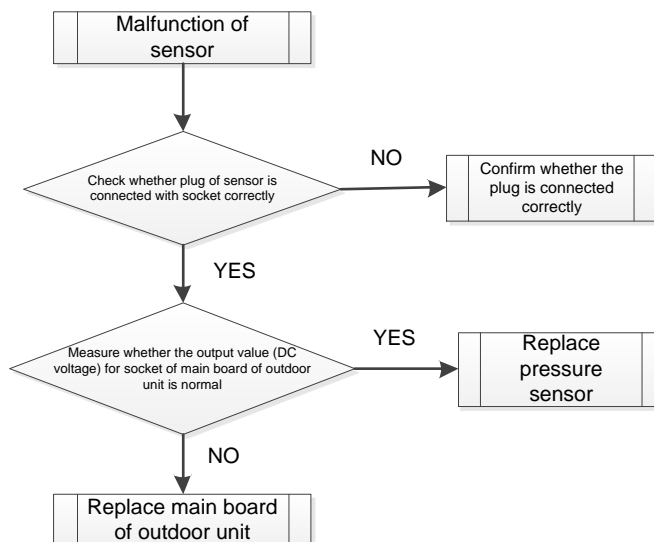 Malfunction of
sensor
Check whether plug of sensor is
connected with socket correctly
NO
Confirm whether the
plug is connected
correctly
YES
Measure whether the output value (DC
voltage) for socket of main board of outdoor
unit is normal
YES
Replace
pressure
sensor
NO
Replace main board
of outdoor unit